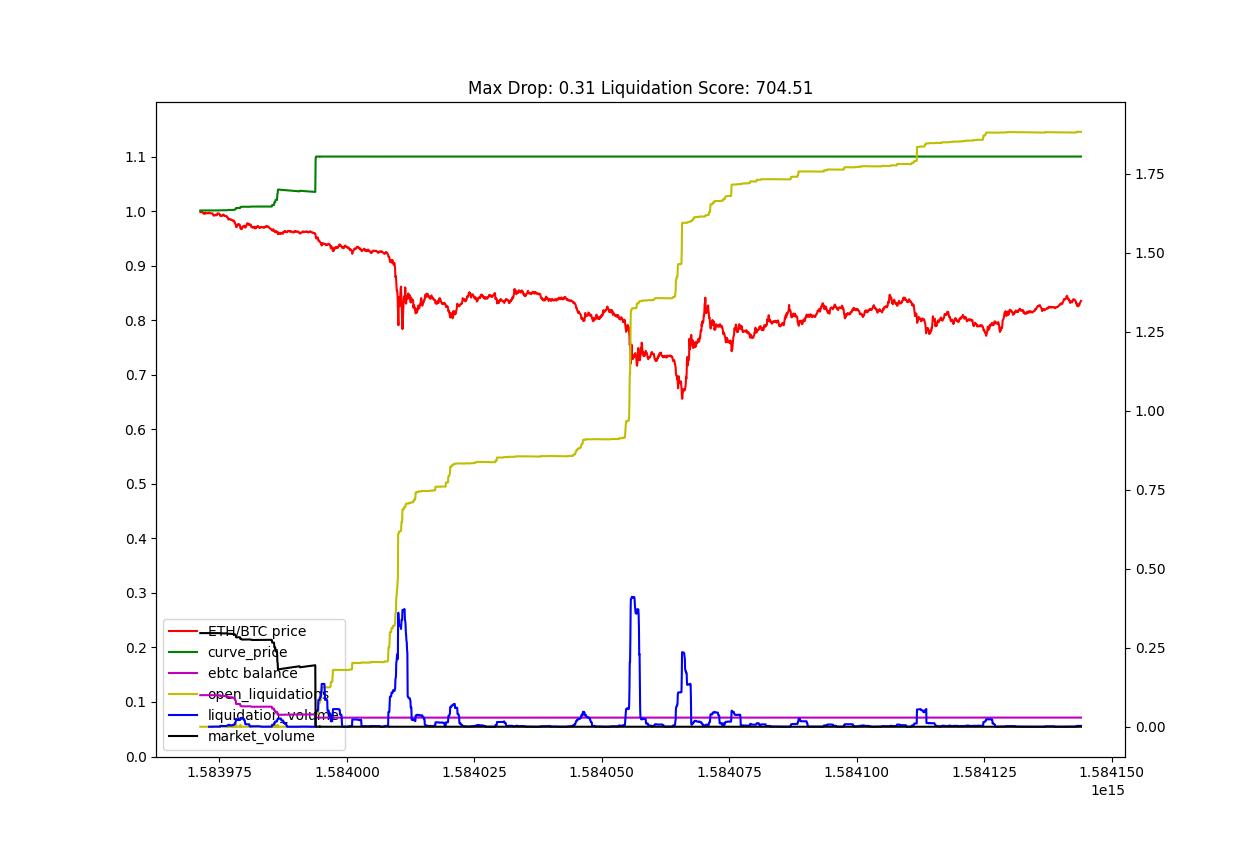 Max Drop: 0.31 Liquidation Score: 704.51
1.1
1.0
0.9
0.8
0.7
0.6
0.5
0.4
0.3
0.2
0.1
0.0
1.75
1.50
1.25
1.00
0.75
0.50
0.25
0.00
ETH/BTC price
curve_price
ebtc balance
open_liquidations
liquidation_volume
market_volume
1.583975 1.584000 1.584025 1.584050 1.584075 1.584100 1.584125 1.584150
1e15